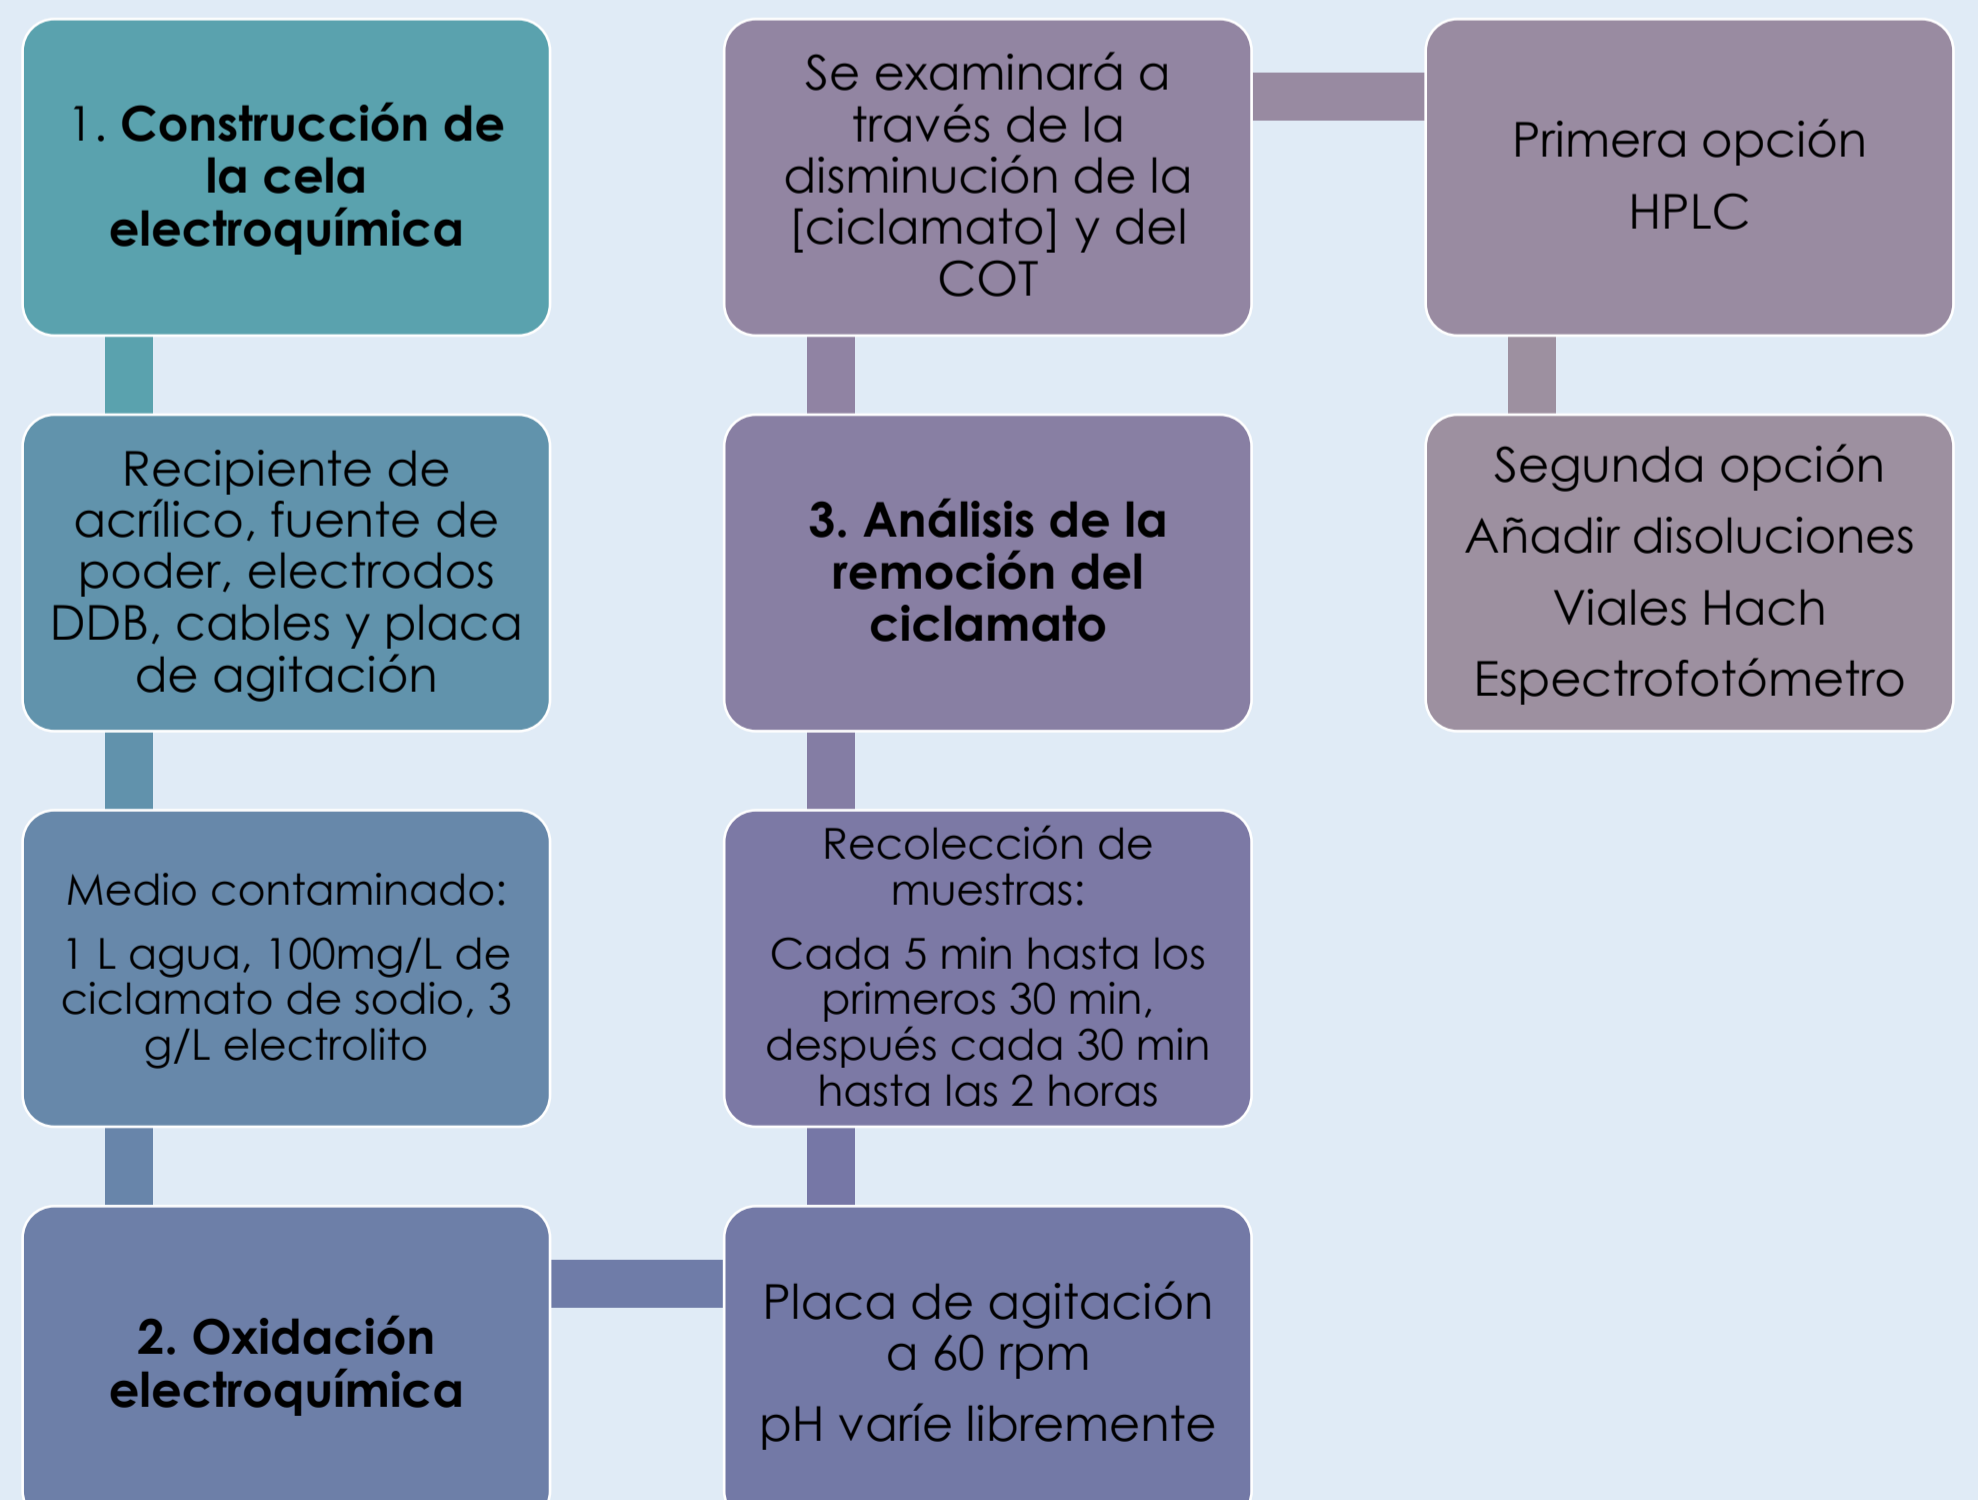 1. Construcción de
la cela
electroquímica
Recipiente de
acrílico, fuente de
poder, electrodos
DDB, cables y placa
de agitación
Medio contaminado:
1 L agua, 100mg/L de
ciclamato de sodio, 3
g/L electrolito
2. Oxidación
electroquímica
Placa de agitación
a 60 rpm
pH varíe libremente
Recolección de
muestras:
Cada 5 min hasta los
primeros 30 min,
después cada 30 min
hasta las 2 horas
3. Análisis de la
remoción del
ciclamato
Se examinará a
través de la
disminución de la
[ciclamato] y del
COT
Primera opción
HPLC
Segunda opción
Añadir disoluciones
Viales Hach
Espectrofotómetro